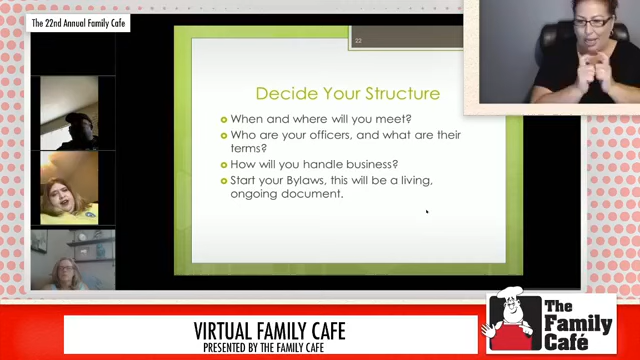 The 22nd Annual Family Cafe
22
Decide Your Structure
When and where will you meet?
Who are your officers, and what are their
terms?
How will you handle business?
Start your Bylaws, this will be a living,
ongoing document.
VIRTUAL FAMILY CAFE
PRESENTED BY THE FAMILY CAFE
The
Family
Café